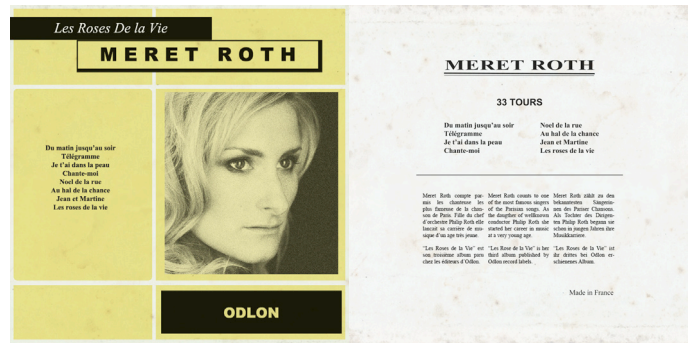 Les Roses De la Vie
MERET ROTH
Du matin jusqu'au soir
Télégramme
Je t'ai dans la peau
Chante-moi
Noel de la rue
Au hal de la chance
Jean et Martine
Les roses de la vie
ODLON
MERET ROTH
33 TOURS
Du matin jusqu'au soir
Télégramme
Je t'ai dans la peau
Chante-moi
Noel de la rue
Au hal de la chance
Jean et Martine
Les roses de la vie
Meret Roth compte par-
mis les chanteuse les
plus fameuse de la chan-
son de Paris. Fille du chef
d'orchestre Philip Roth elle
lancait sa carrière de mu-
sique d'un age très jeune.
"Les Roses de la Vie" est
son troisième album paru
chez les éditeurs d'Odlon.
Meret Roth counts to one
of the most famous singers
of the Parisian songs. As
the daugther of wellknown
conductor Philip Roth she
started her career in music
at a very young age.
"Les Rose de la Vie" is her
third album published by
Odlon record labels.
Meret Roth zählt zu den
bekanntesten Sängerin-
nen des Pariser Chansons.
Als Tochter des Dirigen-
ten Philip Roth begann sie
schon in jungen Jahren ihre
Musikkarriere.
"Les Roses de la Vie" ist
ihr drittes bei Odlon er-
schienenes Album.
Made in France